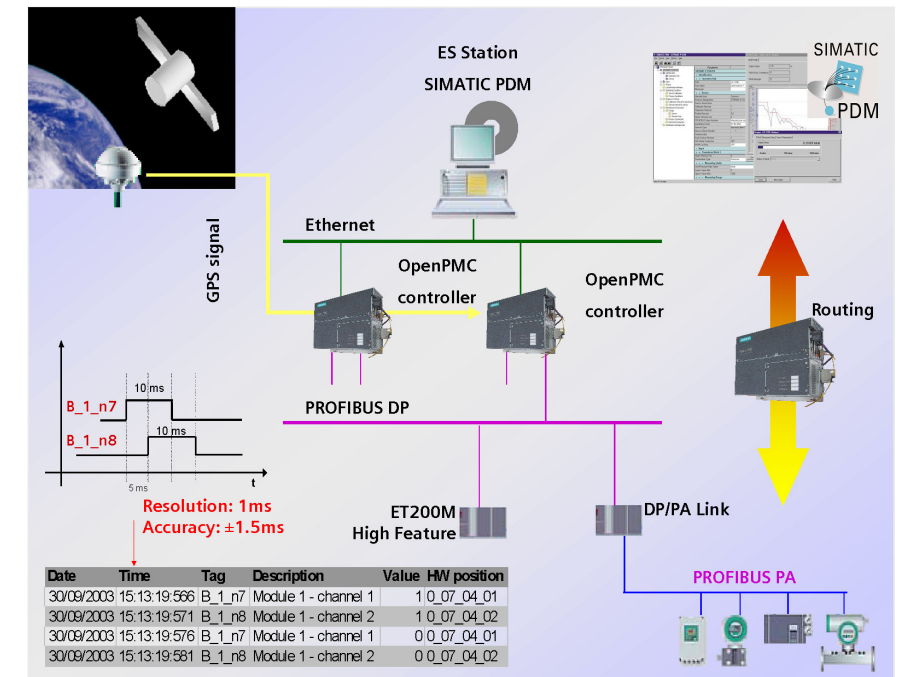 ES Station
SIMATIC PDM
SIMATIC
PDM
GPS signal
Ethernet
OpenPMC
controller
OpenPMC
controller
Routing
10 ms
B_1_n7
10 ms
B_1_n8
t
5 ms
PROFIBUS DP
Resolution: 1ms
Accuracy: ±1.5ms
ET200M
High Feature
DP/PA Link
PROFIBUS PA
Date Time Tag Description Value HW position
30/09/2003 15:13:19:566 B_1_n7 Module 1 - channel 1 1 0_07_04_01
30/09/2003 15:13:19:571 B_1_n8 Module 1 - channel 2 1 0_07_04_02
30/09/2003 15:13:19:576 B_1_n7 Module 1 - channel 1 0 0_07_04_01
30/09/2003 15:13:19:581 B_1_n8 Module 1 - channel 2 0 0_07_04_02